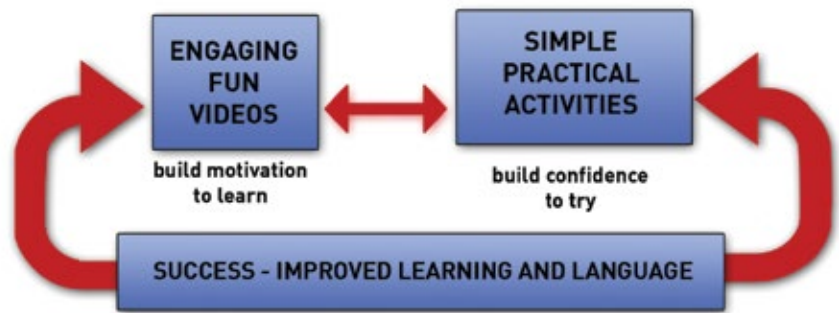 ENGAGING
FUN
VIDEOS
build motivation
to learn
SIMPLE
PRACTICAL
ACTIVITIES
build confidence
to try
SUCCESS - IMPROVED LEARNING AND LANGUAGE